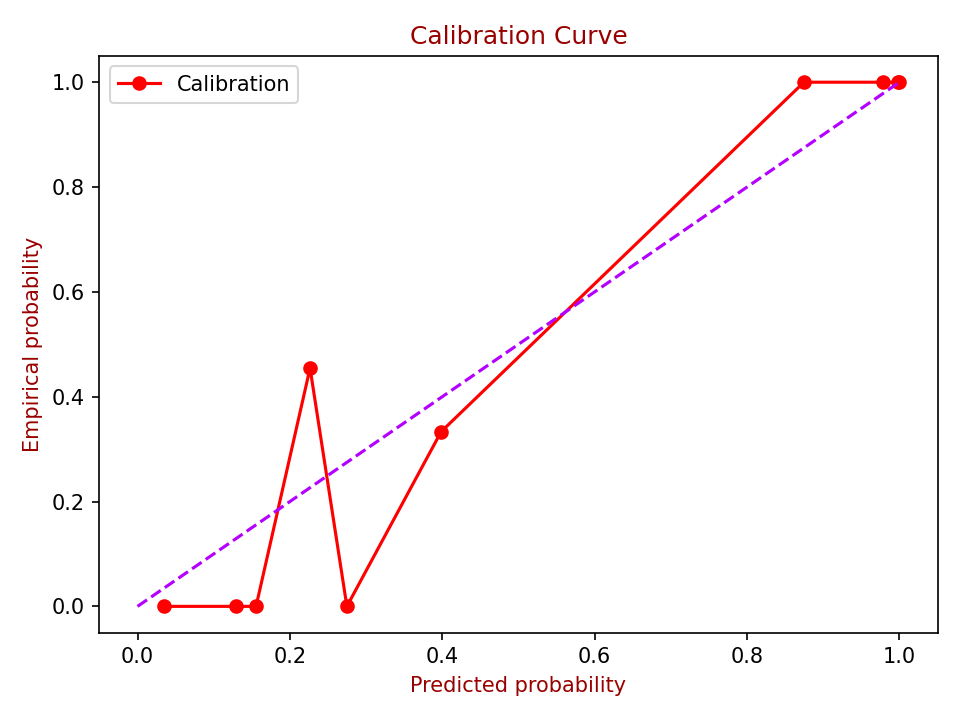 Calibration Curve
Calibration
Empirical probability
1.0
0.8
0.6
0.4
0.2
0.0
0.0 0.2 0.4 0.6 0.8 1.0
Predicted probability